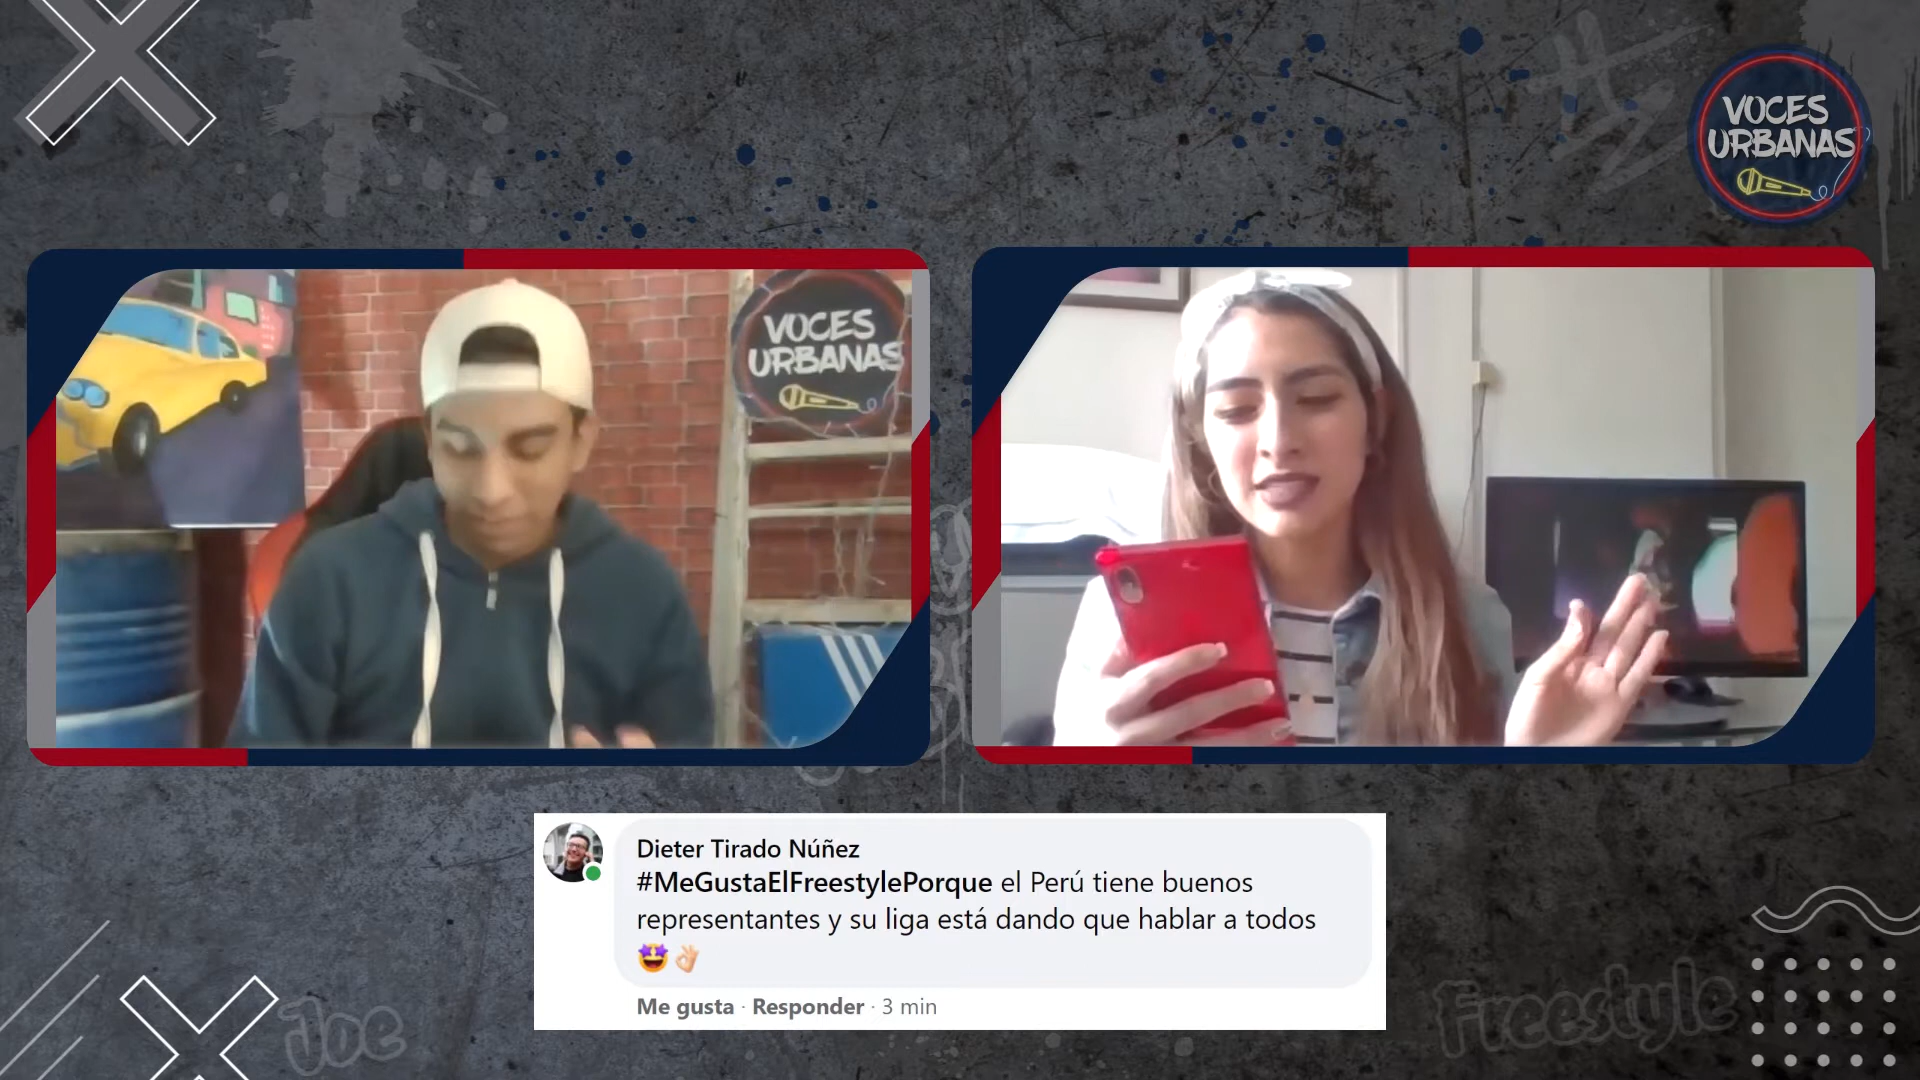 VOCES
URBANAS
VOCES
URBANAS
Dieter Tirado Núñez
#MeGustaElFreestylePorque el Perú tiene buenos
representantes y su liga está dando que hablar a todos
🤩👌🏻
Me gusta · Responder · 3 min
Joe
Freestyle